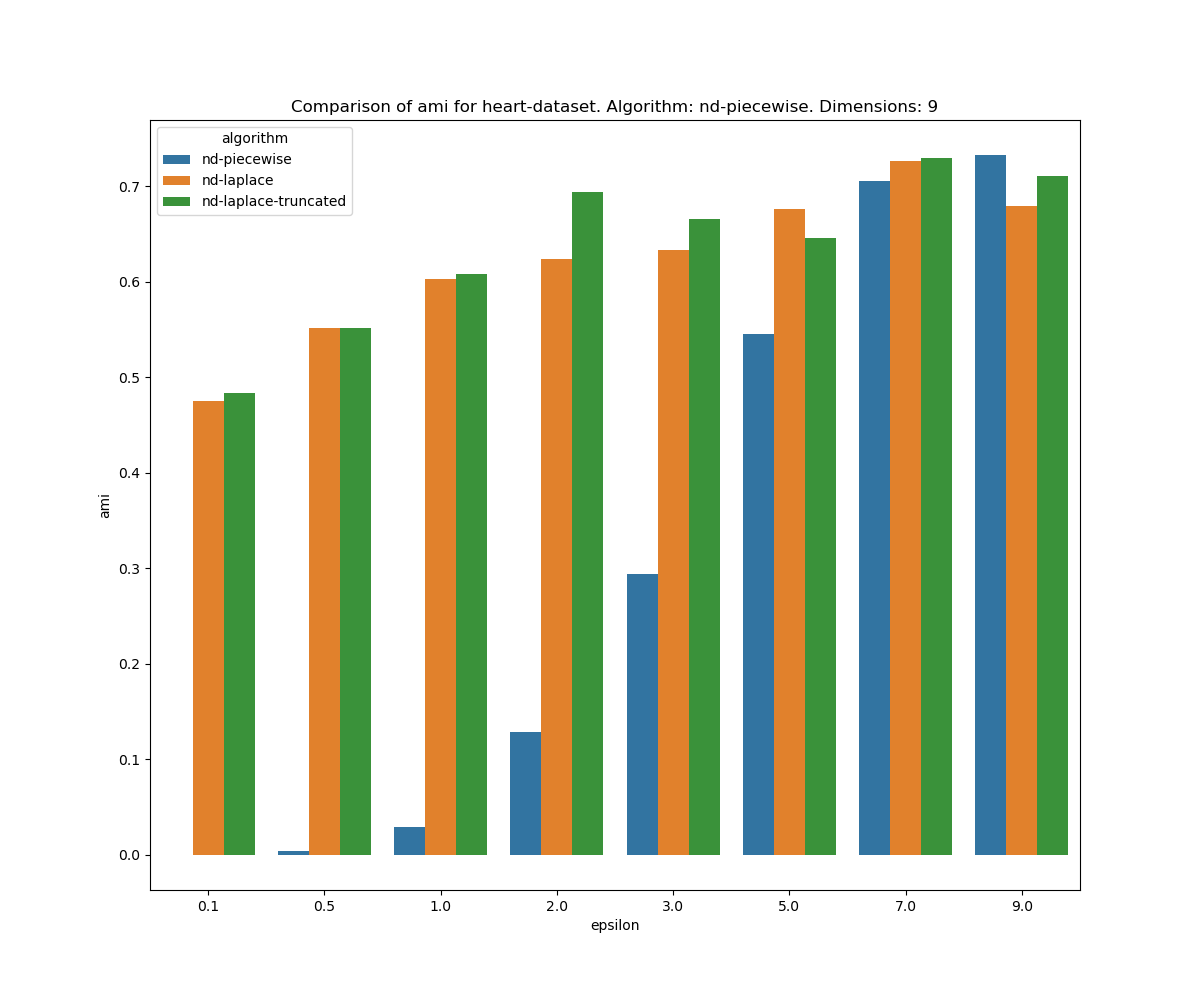 Comparison of ami for heart-dataset. Algorithm: nd-piecewise. Dimensions: 9
algorithm
nd-piecewise
nd-laplace
nd-laplace-truncated
0.7
0.6
0.5
0.4
0.3
0.2
0.1
0.0
ami
0.1 0.5 1.0 2.0 3.0 5.0 7.0 9.0
epsilon